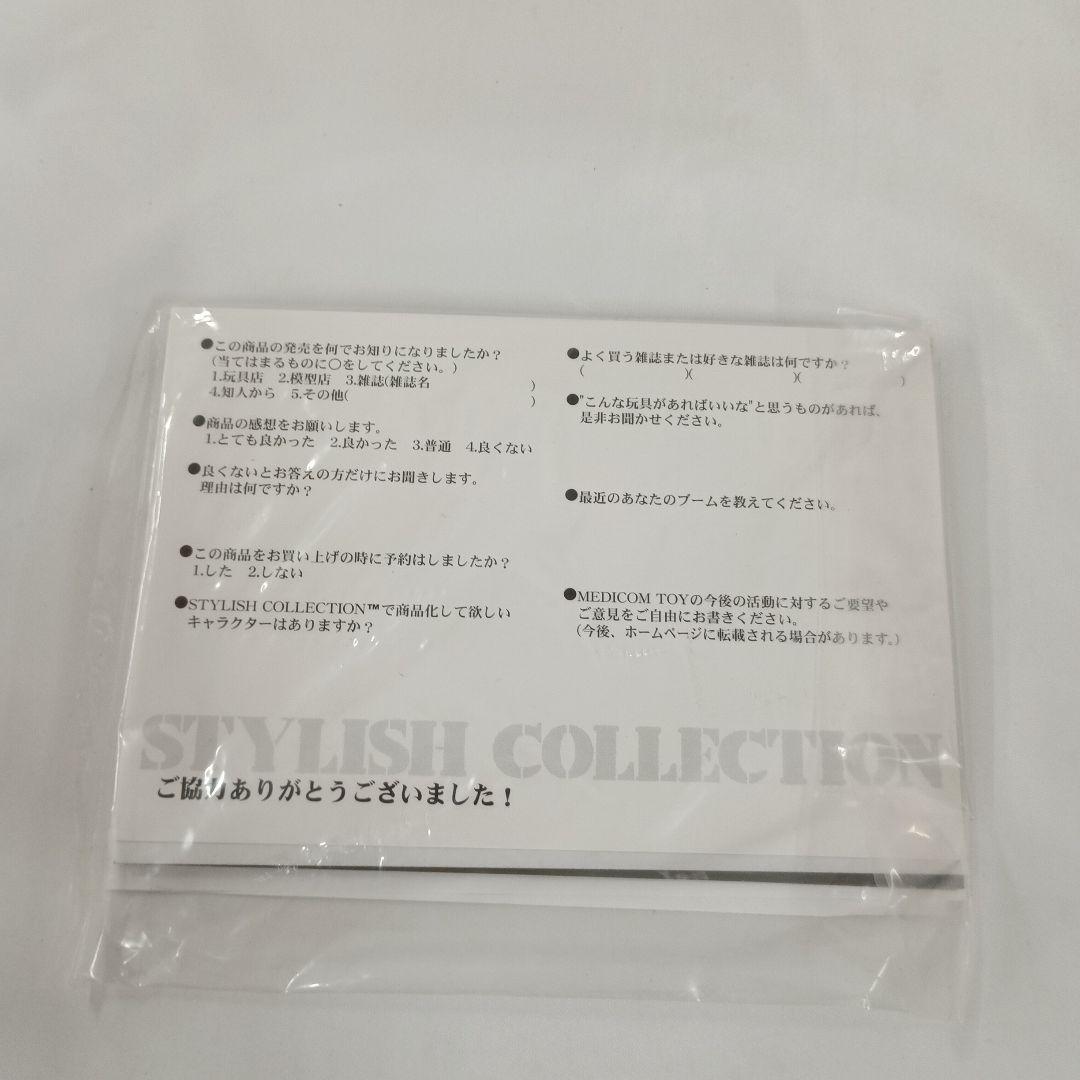 ●この商品の発売を何でお知りになりましたか？
(当てはまるものに〇をしてください。)
1.玩具店　2.模型店　3.雑誌(雑誌名　　　　　　)
4.知人から　5.その他(　　　　　　　　　　　)
●商品の感想をお願いします。
1.とても良かった　2.良かった　3.普通　4.良くない
●良くないとお答えの方だけにお聞きします。
理由は何ですか？
●この商品をお買い上げの時に予約はしましたか？
1.した　2.しない
●STYLISH COLLECTION™で商品化して欲しい
キャラクターはありますか？
●よく買う雑誌または好きな雑誌は何ですか？
(　　　　　　)(　　　　　　)(　　　　　　)
●"こんな玩具があればいいな"と思うものがあれば、
是非お聞かせください。
●最近のあなたのブームを教えてください。
●MEDICOM TOYの今後の活動に対するご要望や
ご意見をご自由にお書きください。
(今後、ホームページに転載される場合があります。)
STYLISH COLLECTION
ご協力ありがとうございました！